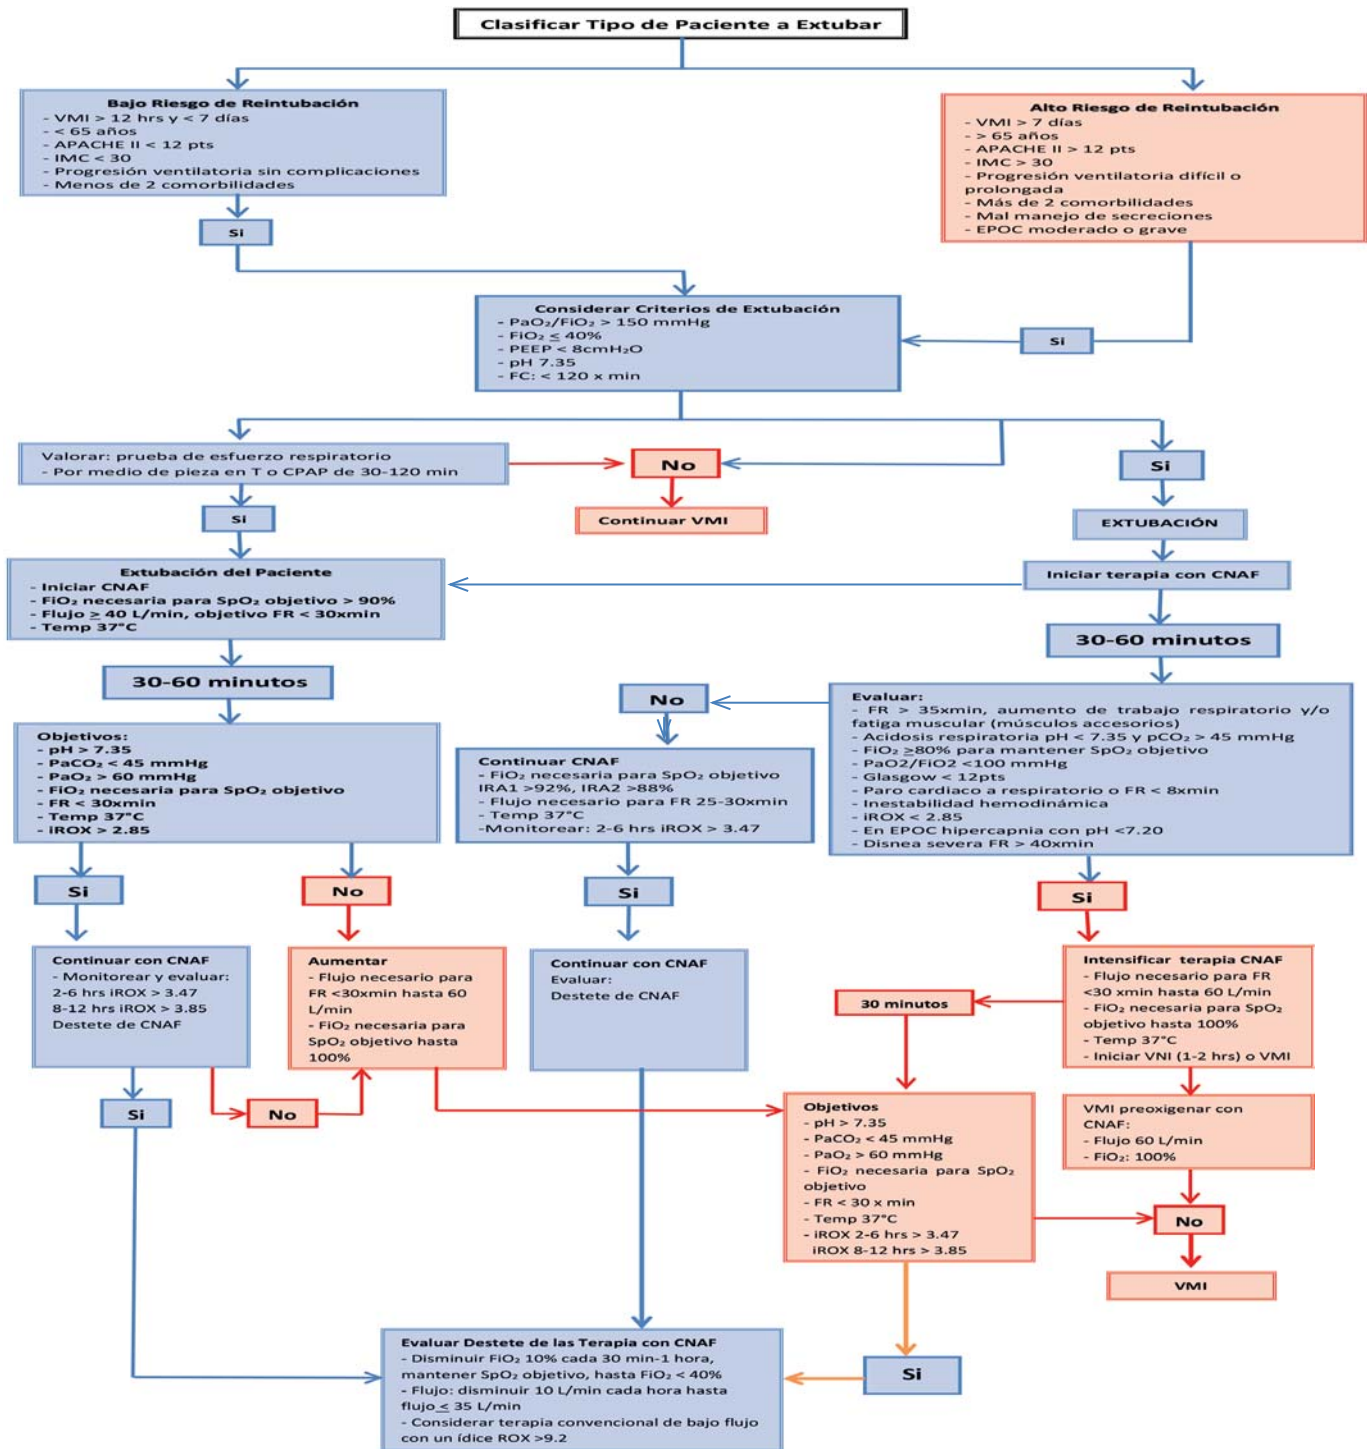 Clasificar Tipo de Paciente a Extubar
Bajo Riesgo de Reintubación
- VMI > 12 hrs y < 7 días
- < 65 años
- APACHE II < 12 pts
- IMC < 30
- Progresión ventilatoria sin complicaciones
- Menos de 2 comorbilidades
Alto Riesgo de Reintubación
- VMI > 7 días
- > 65 años
- APACHE II > 12 pts
- IMC > 30
- Progresión ventilatoria difícil o
prolongada
- Más de 2 comorbilidades
- Mal manejo de secreciones
- EPOC moderado o grave
Si
Considerar Criterios de Extubación
- PaO₂/FiO₂ > 150 mmHg
- FiO₂ ≤ 40%
- PEEP < 8cmH₂O
- pH 7.35
- FC: < 120 x min
Si
Valorar: prueba de esfuerzo respiratorio
- Por medio de pieza en T o CPAP de 30-120 min
No
Si
Continuar VMI
Si
EXTUBACIÓN
Extubación del Paciente
- Iniciar CNAF
- FiO₂ necesaria para SpO₂ objetivo > 90%
- Flujo ≥ 40 L/min, objetivo FR < 30xmin
- Temp 37°C
Iniciar terapia con CNAF
30-60 minutos
30-60 minutos
No
Evaluar:
- FR > 35xmin, aumento de trabajo respiratorio y/o
fatiga muscular (músculos accesorios)
- Acidosis respiratoria pH < 7.35 y pCO₂ > 45 mmHg
- FiO₂ ≥80% para mantener SpO₂ objetivo
- PaO2/FiO2 <100 mmHg
- Glasgow < 12pts
- Paro cardiaco a respiratorio o FR < 8xmin
- Inestabilidad hemodinámica
- iROX < 2.85
- En EPOC hipercapnia con pH <7.20
- Disnea severa FR > 40xmin
Objetivos:
- pH > 7.35
- PaCO₂ < 45 mmHg
- PaO₂ > 60 mmHg
- FiO₂ necesaria para SpO₂ objetivo
- FR < 30xmin
- Temp 37°C
- iROX > 2.85
Continuar CNAF
- FiO₂ necesaria para SpO₂ objetivo
IRA1 >92%, IRA2 >88%
- Flujo necesario para FR 25-30xmin
- Temp 37°C
-Monitorear: 2-6 hrs iROX > 3.47
Si
No
Si
Si
Continuar con CNAF
- Monitorear y evaluar:
2-6 hrs iROX > 3.47
8-12 hrs iROX > 3.85
Destete de CNAF
Aumentar
- Flujo necesario para
FR <30xmin hasta 60
L/min
- FiO₂ necesaria para
SpO₂ objetivo hasta
100%
Continuar con CNAF
Evaluar:
Destete de CNAF
30 minutos
Intensificar terapia CNAF
- Flujo necesario para FR
<30 xmin hasta 60 L/min
- FiO₂ necesaria para SpO₂
objetivo hasta 100%
- Temp 37°C
- Iniciar VNI (1-2 hrs) o VMI
Si
No
Objetivos
- pH > 7.35
- PaCO₂ < 45 mmHg
- PaO₂ > 60 mmHg
- FiO₂ necesaria para SpO₂
objetivo
- FR < 30 x min
- Temp 37°C
- iROX 2-6 hrs > 3.47
iROX 8-12 hrs > 3.85
VMI preoxigenar con
CNAF:
- Flujo 60 L/min
- FiO₂: 100%
No
VMI
Evaluar Destete de las Terapia con CNAF
- Disminuir FiO₂ 10% cada 30 min-1 hora,
mantener SpO₂ objetivo, hasta FiO₂ < 40%
- Flujo: disminuir 10 L/min cada hora hasta
flujo ≤ 35 L/min
- Considerar terapia convencional de bajo flujo
con un ídice ROX >9.2
Si